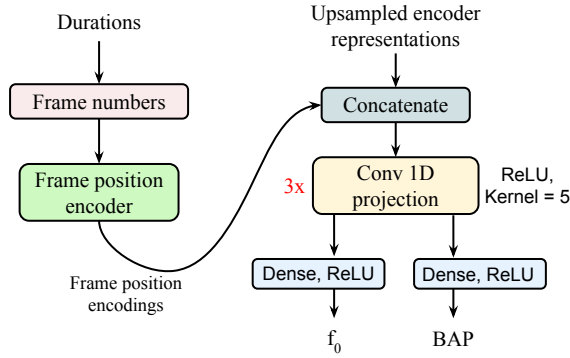 Durations
Frame numbers
Frame position
encoder
Frame position
encodings
Upsampled encoder
representations
Concatenate
3x
Conv 1D
projection
ReLU,
Kernel = 5
Dense, ReLU
Dense, ReLU
f0
BAP